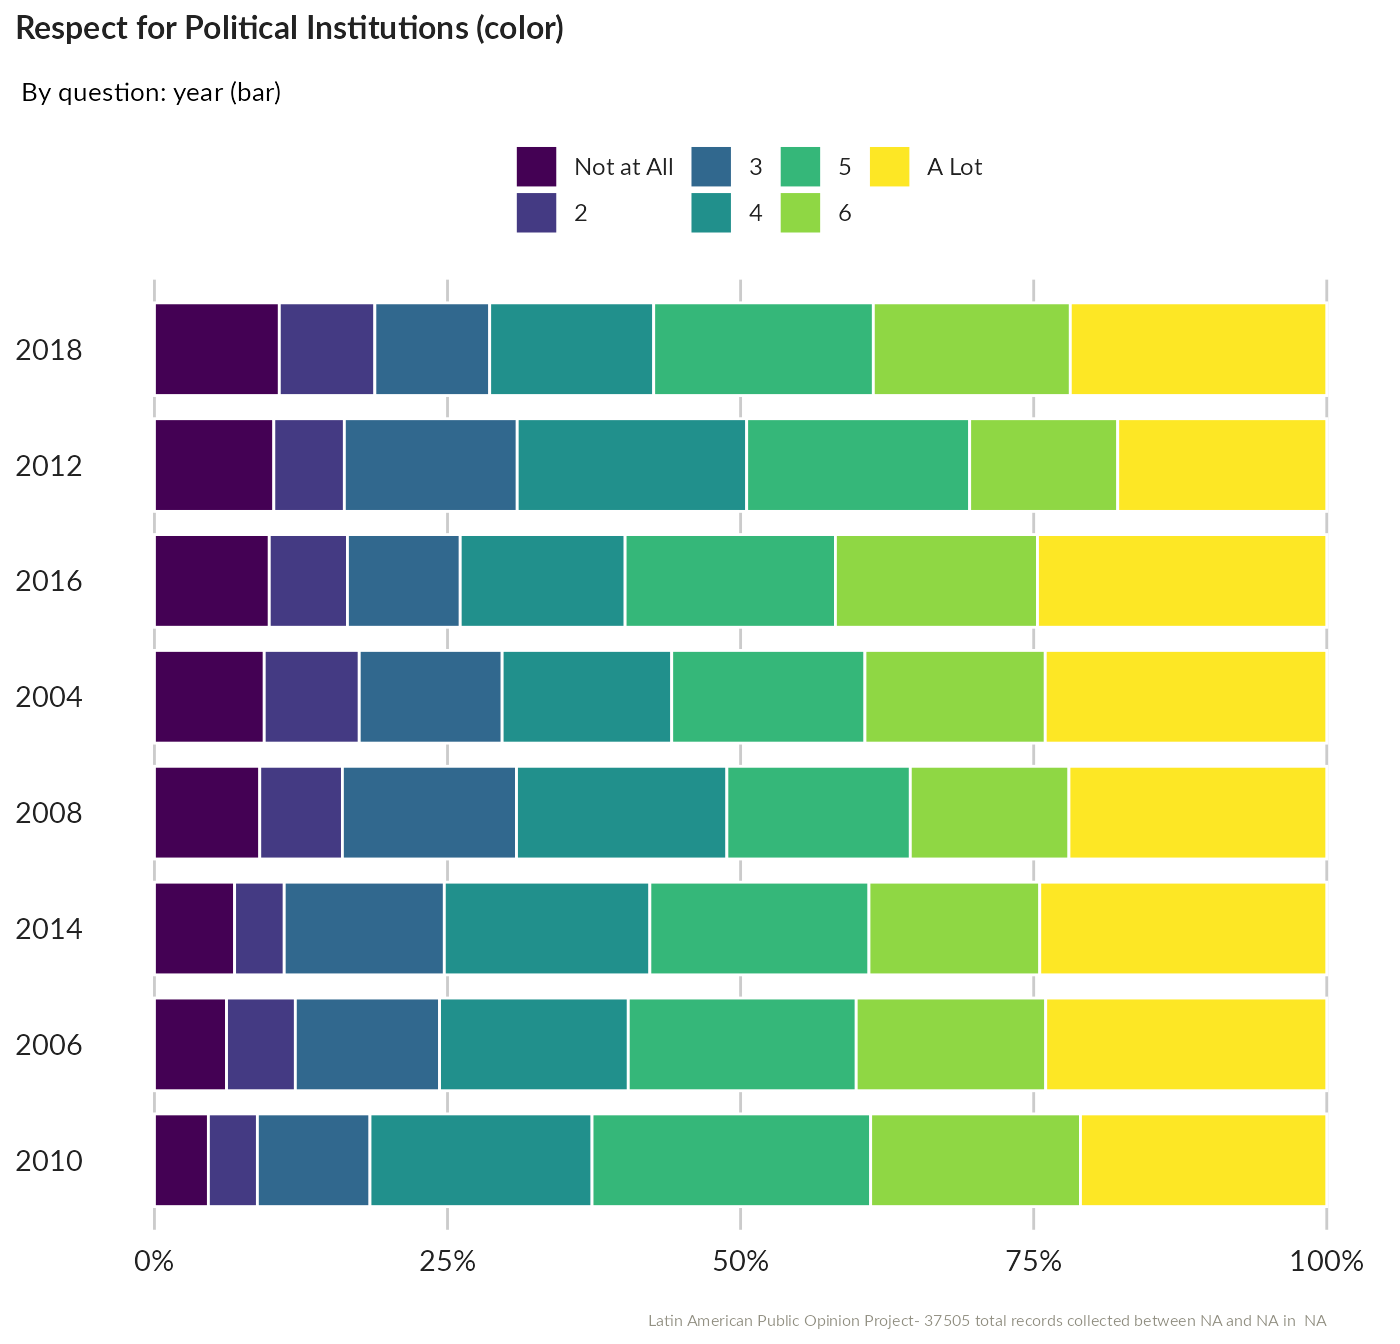 Respect for Political Institutions (color)
By question: year (bar)
Not at All 3 5 A Lot
2 4 6
2018
2012
2016
2004
2008
2014
2006
2010
0% 25% 50% 75% 100%
Latin American Public Opinion Project- 37505 total records collected between NA and NA in NA